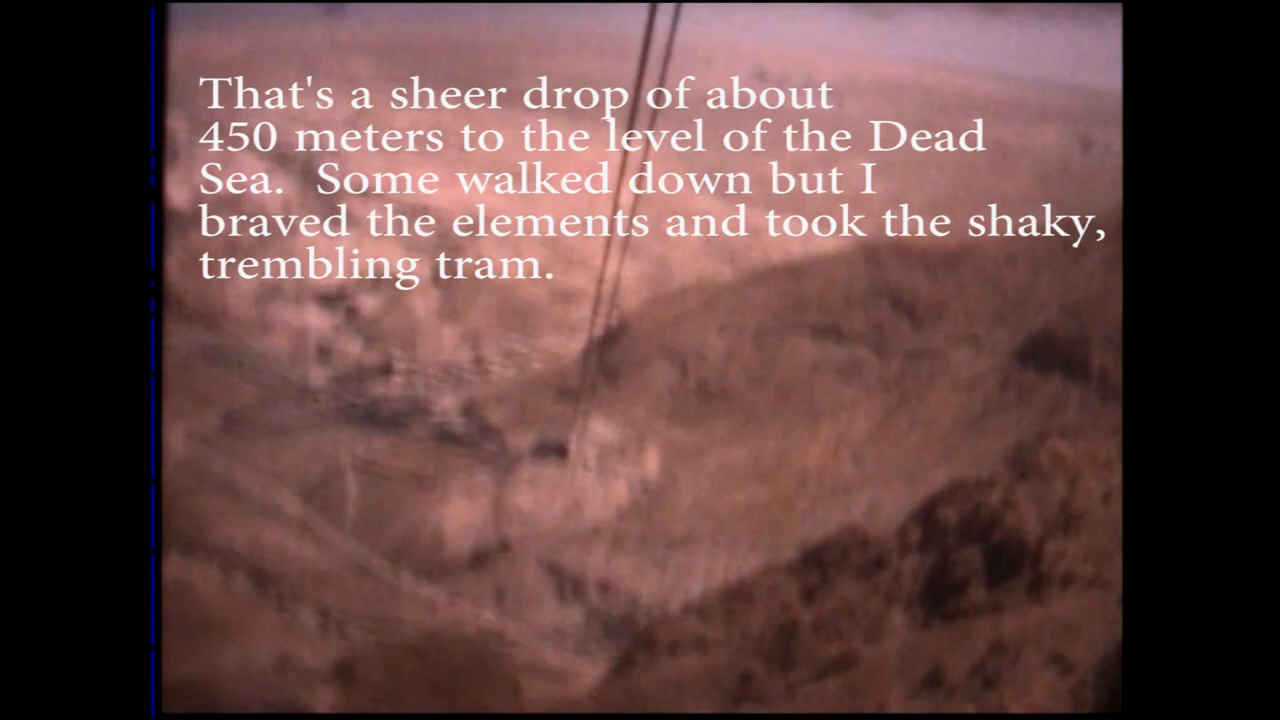 That's a sheer drop of about
450 meters to the level of the Dead
Sea.  Some walked down but I
braved the elements and took the shaky,
trembling tram.